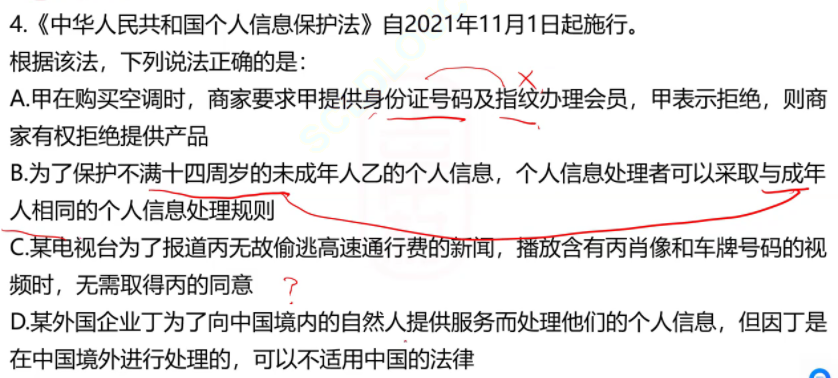 4.《中华人民共和国个人信息保护法》自2021年11月1日起施行。
根据该法，下列说法正确的是：
A.甲在购买空调时，商家要求甲提供身份证号码及指纹办理会员，甲表示拒绝，则商
家有权拒绝提供产品
B.为了保护不满十四周岁的未成年人乙的个人信息，个人信息处理者可以采取与成年
人相同的个人信息处理规则
C.某电视台为了报道丙无故偷逃高速通行费的新闻，播放含有丙肖像和车牌号码的视
频时，无需取得丙的同意 ?
D.某外国企业丁为了向中国境内的自然人提供服务而处理他们的个人信息，但因丁是
在中国境外进行处理的，可以不适用中国的法律